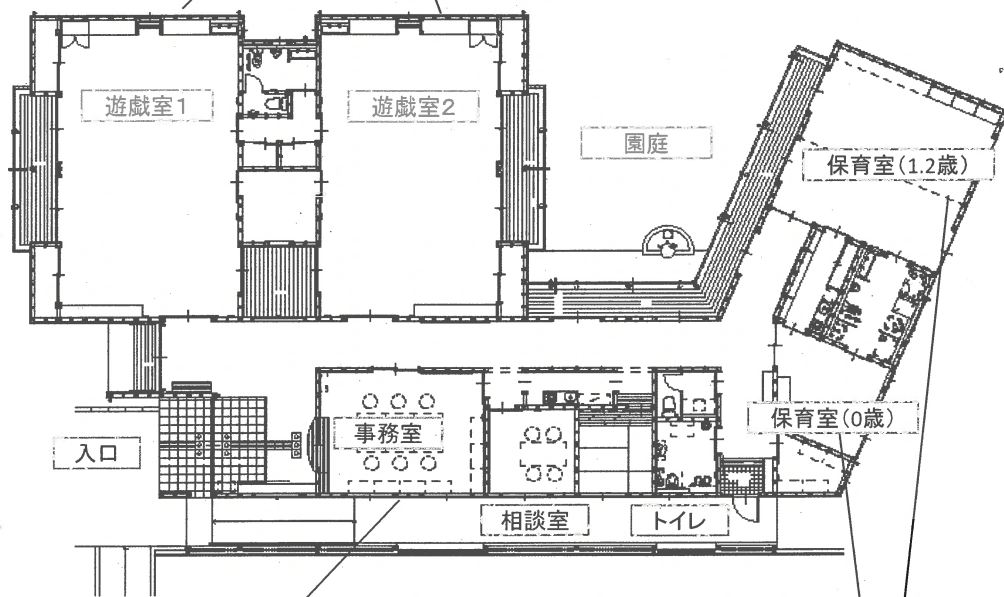 遊戯室1
遊戯室2
園庭
保育室(1.2歳)
保育室(0歳)
事務室
入口
相談室
トイレ